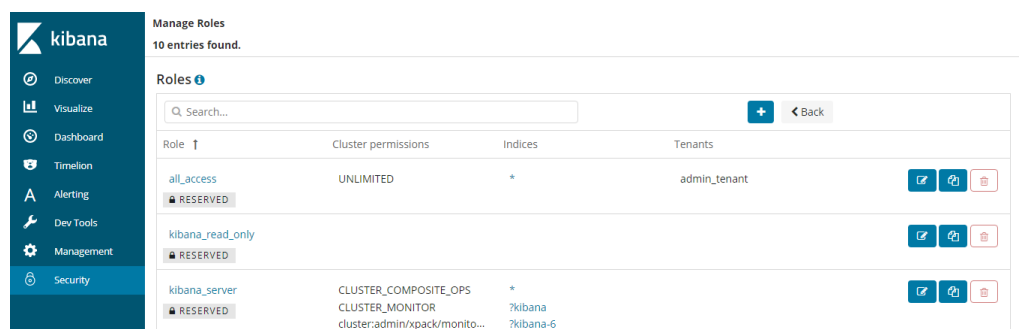 kibana
Discover
Visualize
Dashboard
Timelion
Alerting
Dev Tools
Management
Security
Manage Roles
10 entries found.
Roles
Search...
+ Back
Role ↑ Cluster permissions Indices Tenants
all_access UNLIMITED * admin_tenant
RESERVED
kibana_read_only
RESERVED
kibana_server CLUSTER_COMPOSITE_OPS *
RESERVED CLUSTER_MONITOR ?kibana
cluster:admin/xpack/monito... ?kibana-6